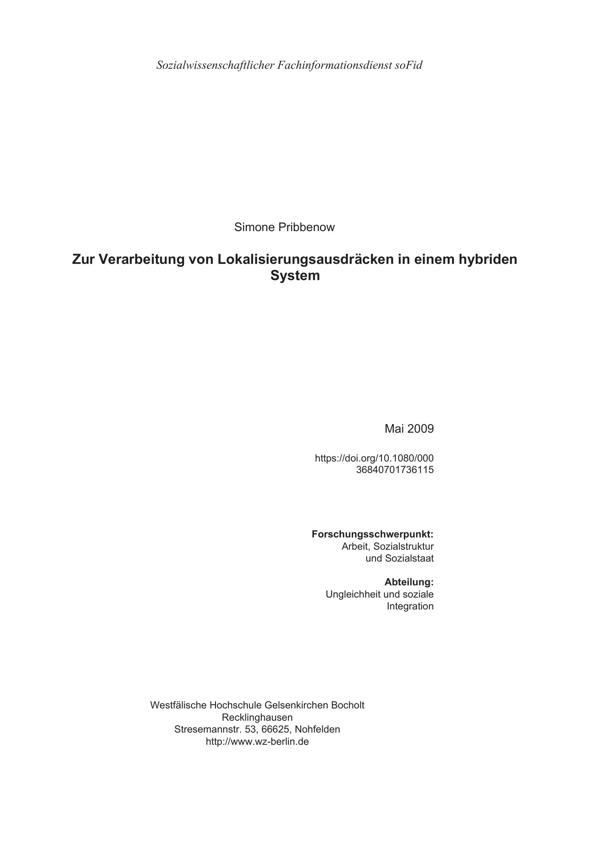 Sozialwissenschaftlicher Fachinformationsdienst soFid
Simone Pribbenow
Zur Verarbeitung von Lokalisierungsausdräcken in einem hybriden
System
Mai 2009
https://doi.org/10.1080/000
36840701736115
Forschungsschwerpunkt:
Arbeit, Sozialstruktur
und Sozialstaat
Abteilung:
Ungleichheit und soziale
Integration
Westfälische Hochschule Gelsenkirchen Bocholt
Recklinghausen
Stresemannstr. 53, 66625, Nohfelden
http://www.wz-berlin.de